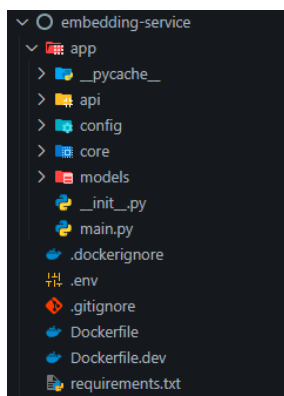 embedding-service
app
__pycache__
api
config
core
models
__init__.py
main.py
.dockerignore
.env
.gitignore
Dockerfile
Dockerfile.dev
requirements.txt